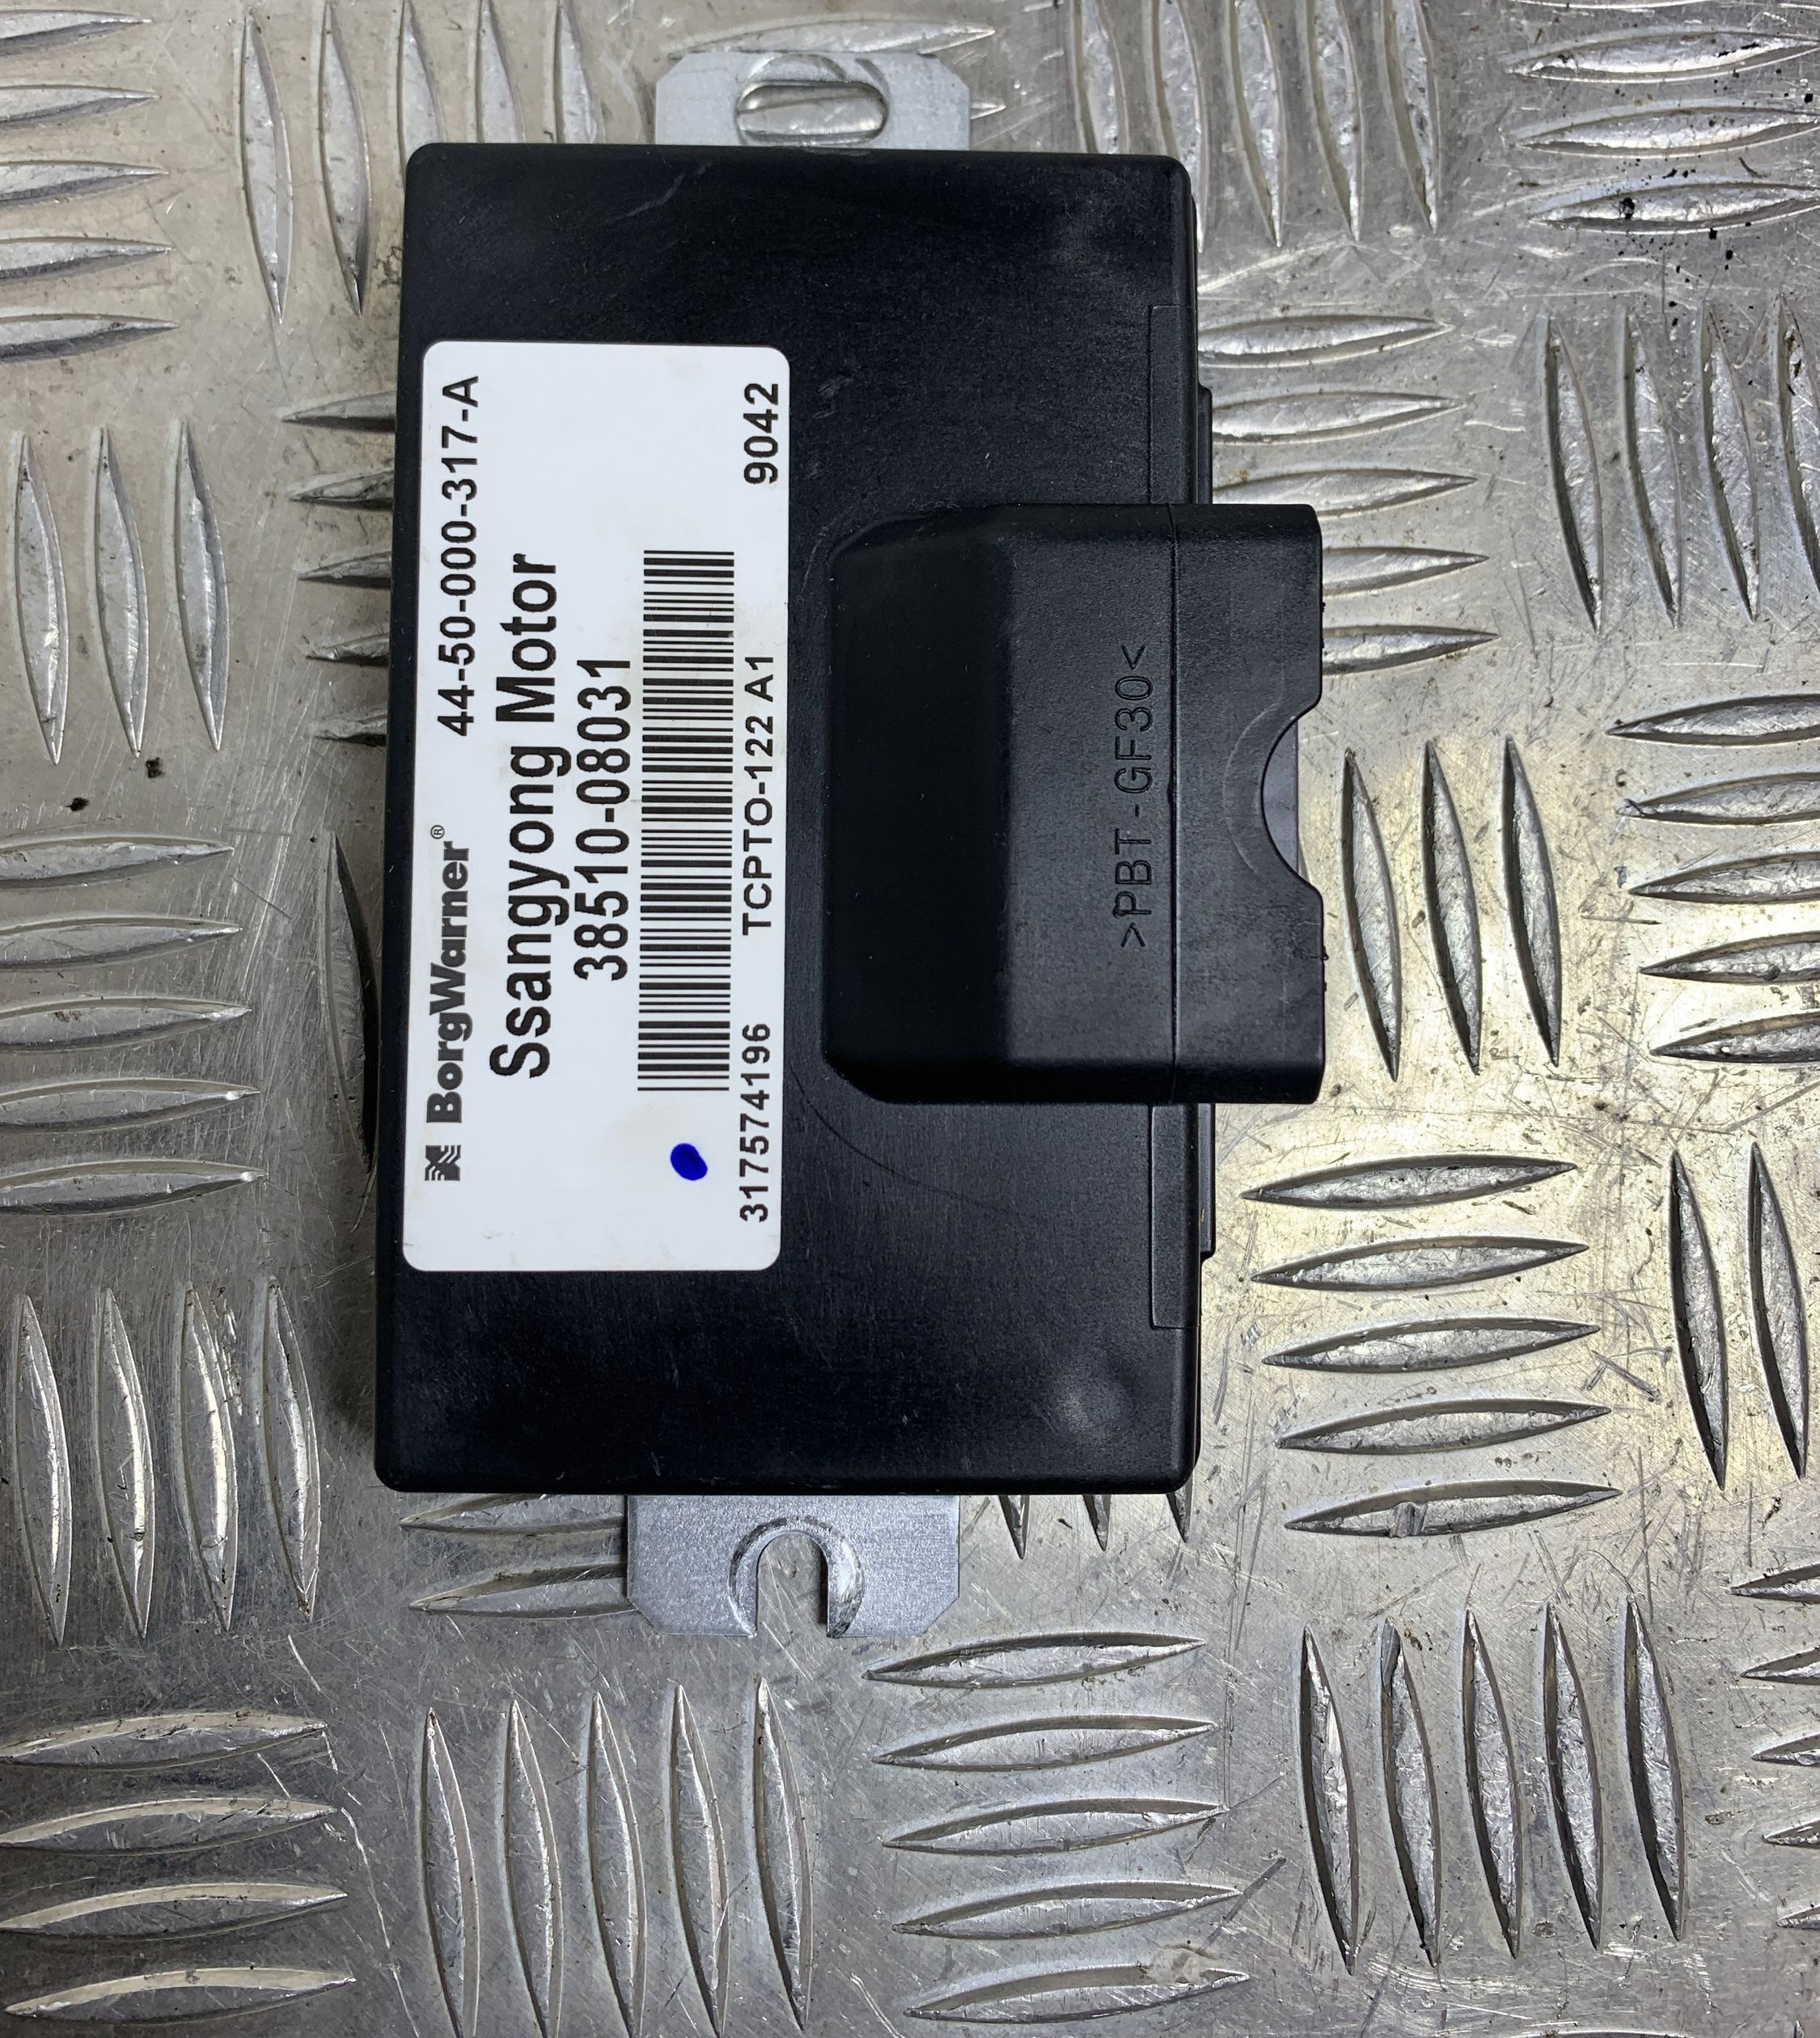 BorgWarner® 44-50-000-317-A
Ssangyong Motor
38510-08031
317574196 TCPTO-122 A1 9042
>PBT-GF30<